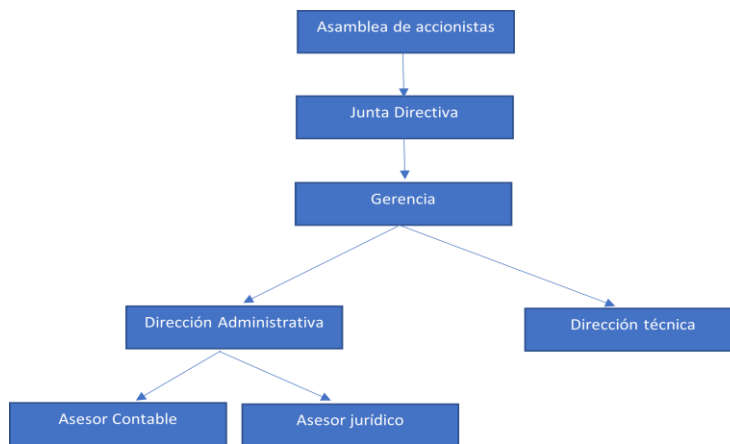 Asamblea de accionistas
Junta Directiva
Gerencia
Dirección Administrativa
Dirección técnica
Asesor Contable
Asesor jurídico